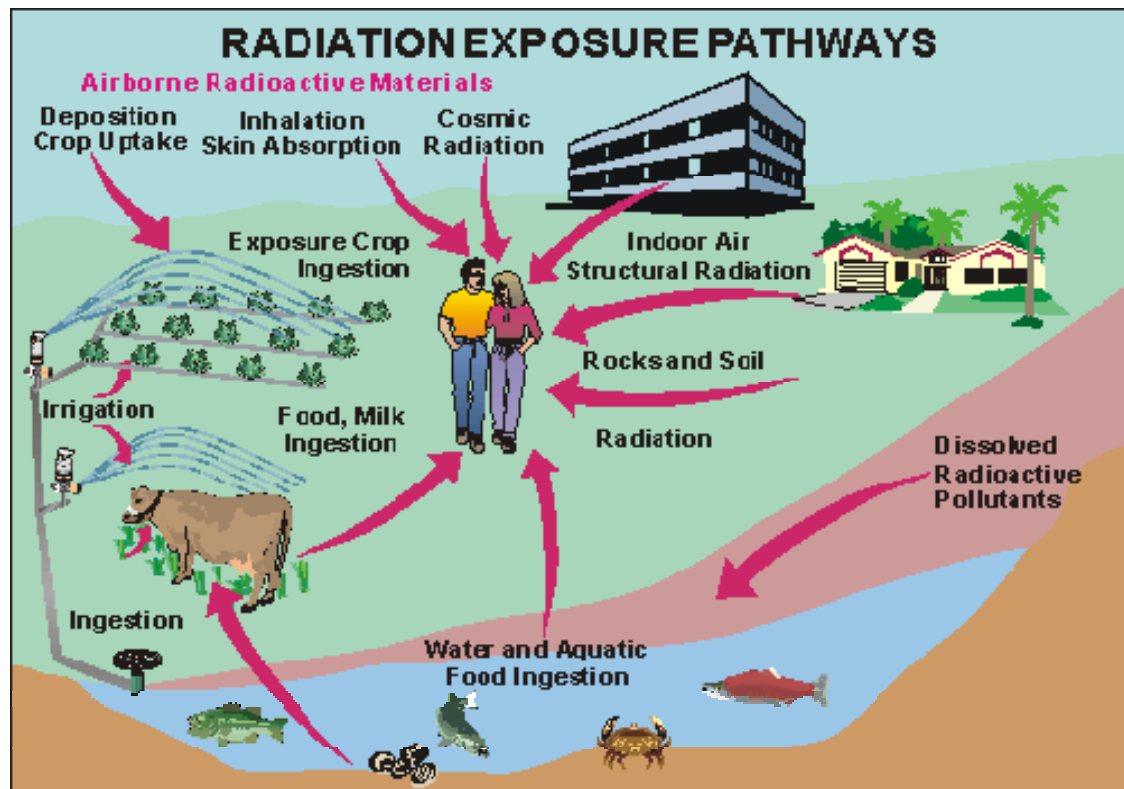 RADIATION EXPOSURE PATHWAYS
Airborne Radioactive Materials
Deposition
Crop Uptake
Inhalation
Skin Absorption
Cosmic
Radiation
Exposure Crop
Ingestion
Indoor Air
Structural Radiation
Rocks and Soil
Radiation
Irrigation
Food, Milk
Ingestion
Dissolved
Radioactive
Pollutants
Ingestion
Water and Aquatic
Food Ingestion